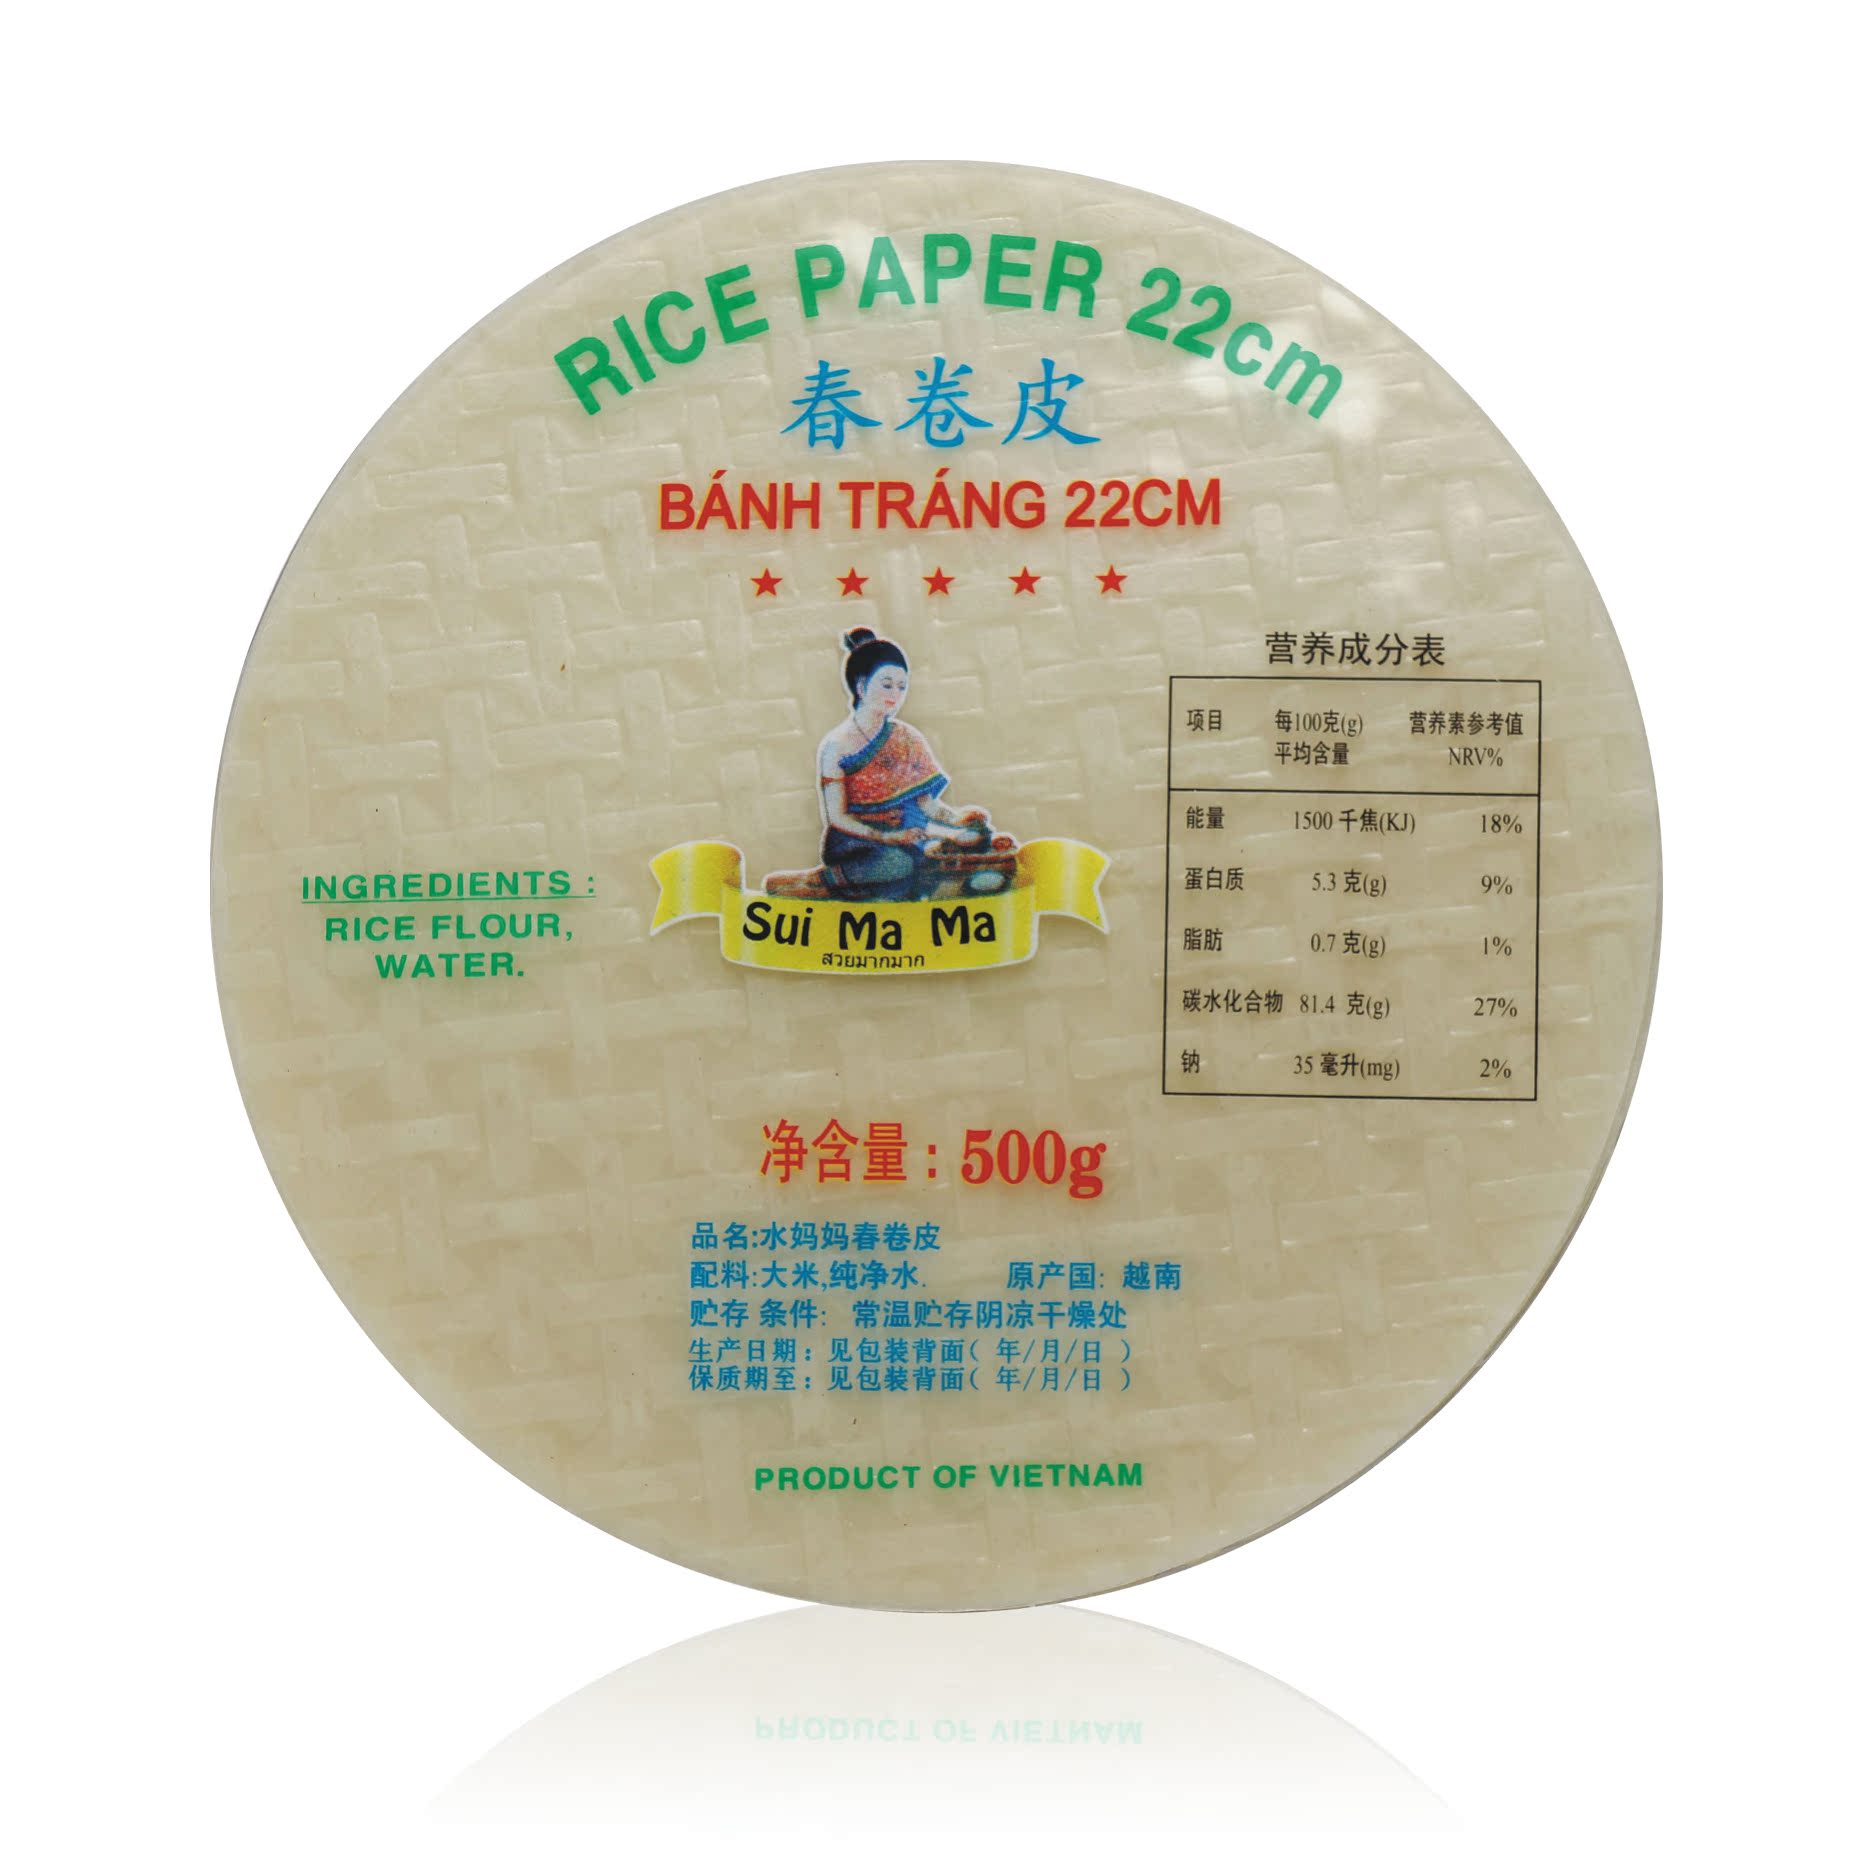 RICE PAPER 22cm
春卷皮
BÁNH TRÁNG 22CM
营养成分表
项目 每100克(g) 营养素参考值
平均含量 NRV%
能量 1500 千焦(KJ) 18%
蛋白质 5.3 克(g) 9%
脂肪 0.7 克(g) 1%
碳水化合物 81.4 克(g) 27%
钠 35 毫升(mg) 2%
INGREDIENTS :
RICE FLOUR,
WATER.
Sui Ma Ma
สวยมากมาก
净含量：500g
品名:水妈妈春卷皮
配料:大米,纯净水. 原产国: 越南
贮存 条件: 常温贮存阴凉干燥处
生产日期：见包装背面( 年/月/日 )
保质期至：见包装背面( 年/月/日 )
PRODUCT OF VIETNAM
PRODUCT OF VIETNAM